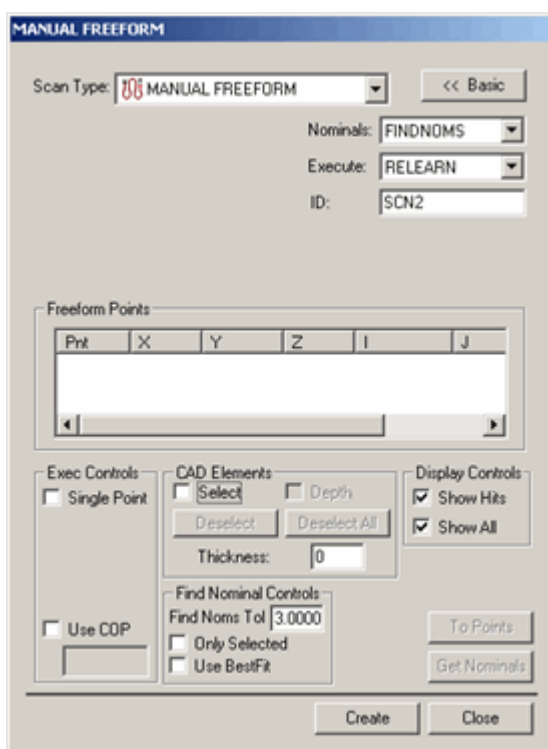 MANUAL FREEFORM
Scan Type: MANUAL FREEFORM << Basic
Nominals: FINDNOMS
Execute: RELEARN
ID: SCN2
Freeform Points
Pnt X Y Z I J
Exec Controls CAD Elements Display Controls
Single Point Select Depth Show Hits
Deselect Deselect All Show All
Thickness: 0
Find Nominal Controls
Find Noms Tol 3.0000
Use COP Only Selected To Points
Use BestFit Get Nominals
Create Close